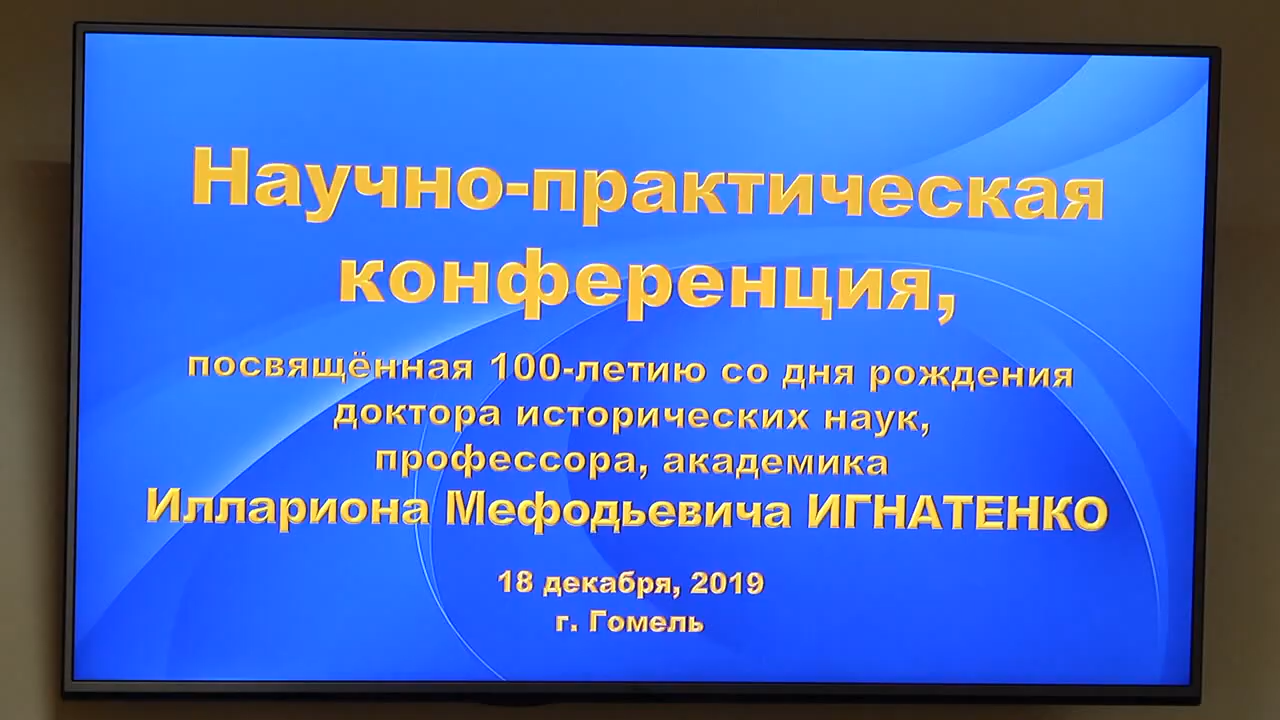 Научно-практическая
конференция,
посвящённая 100-летию со дня рождения
доктора исторических наук,
профессора, академика
Иллариона Мефодьевича ИГНАТЕНКО
18 декабря, 2019
г. Гомель